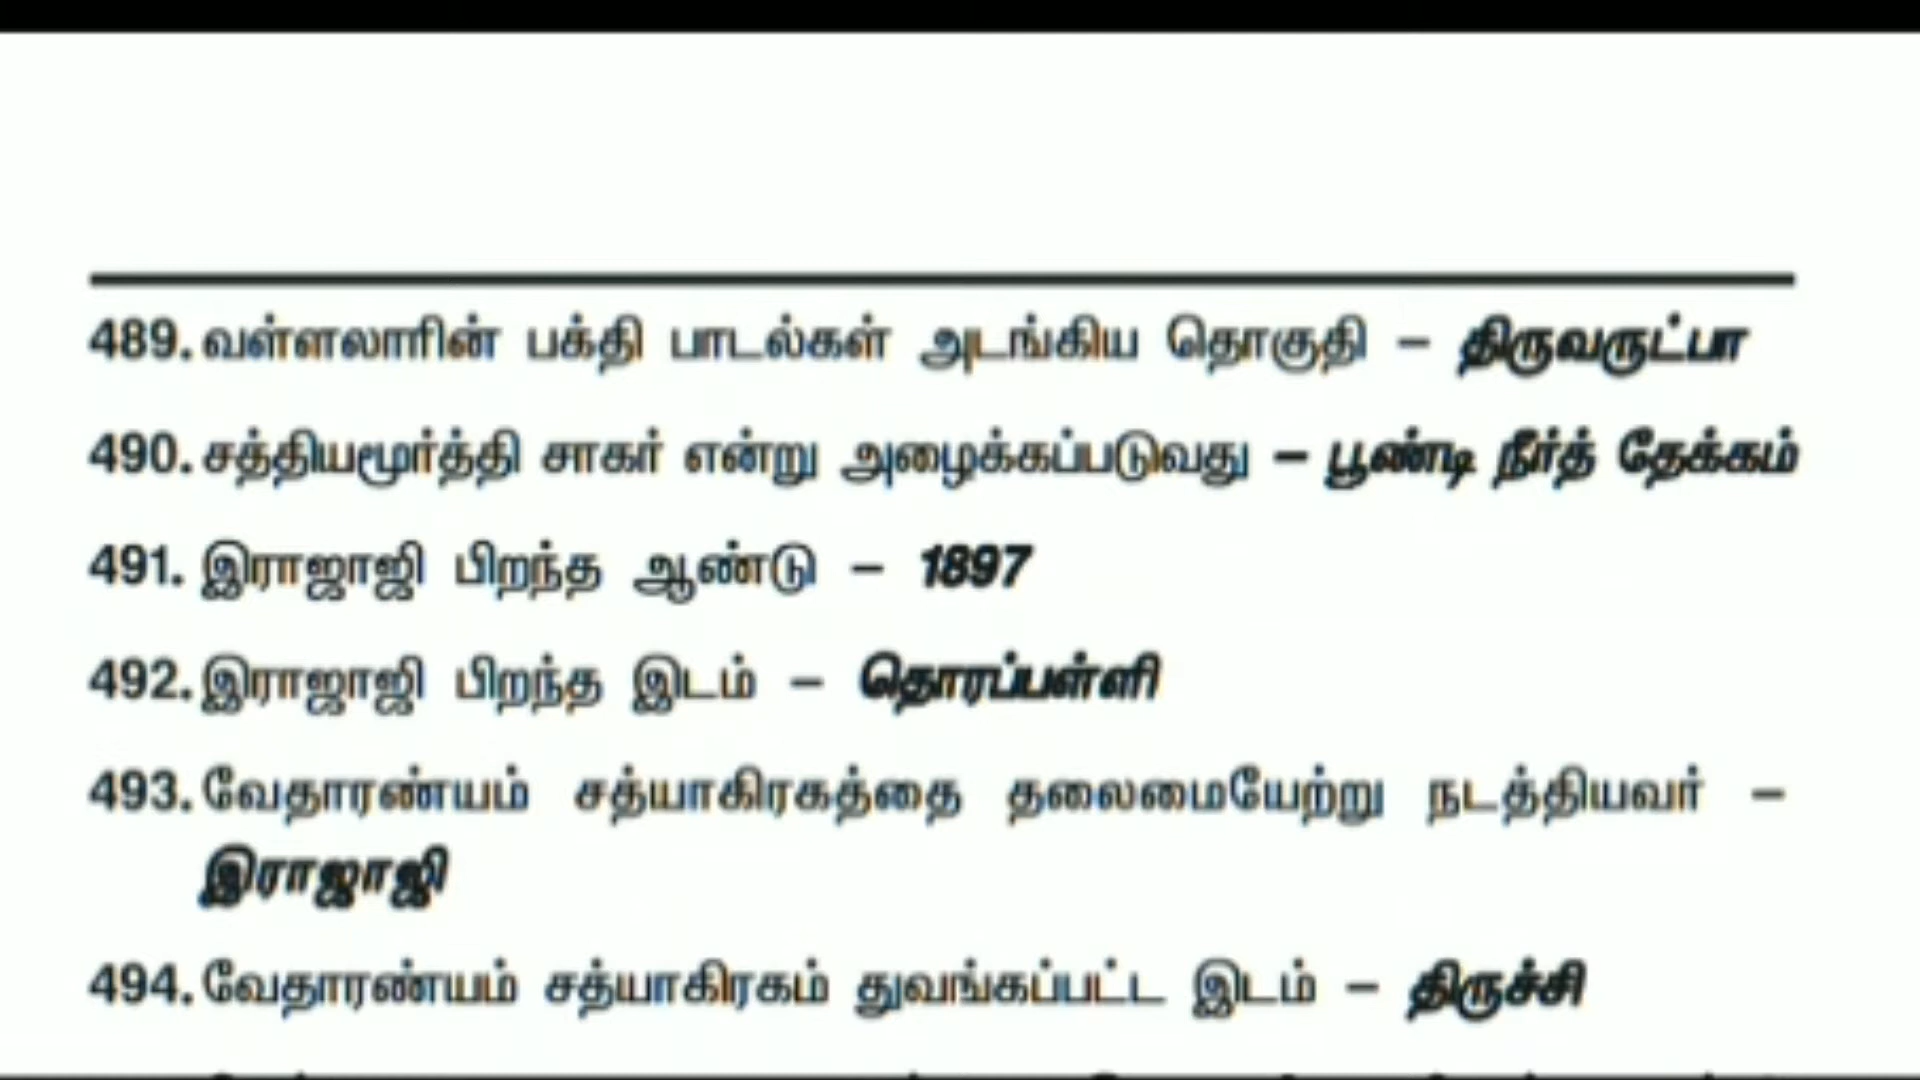 489. வள்ளலாரின் பக்தி பாடல்கள் அடங்கிய தொகுதி – திருவருட்பா
490. சத்தியமூர்த்தி சாகர் என்று அழைக்கப்படுவது – பூண்டி நீர்த் தேக்கம்
491. இராஜாஜி பிறந்த ஆண்டு – 1897
492. இராஜாஜி பிறந்த இடம் – தொரப்பள்ளி
493. வேதாரண்யம் சத்யாகிரகத்தை தலைமையேற்று நடத்தியவர் –
இராஜாஜி
494. வேதாரண்யம் சத்யாகிரகம் துவங்கப்பட்ட இடம் – திருச்சி